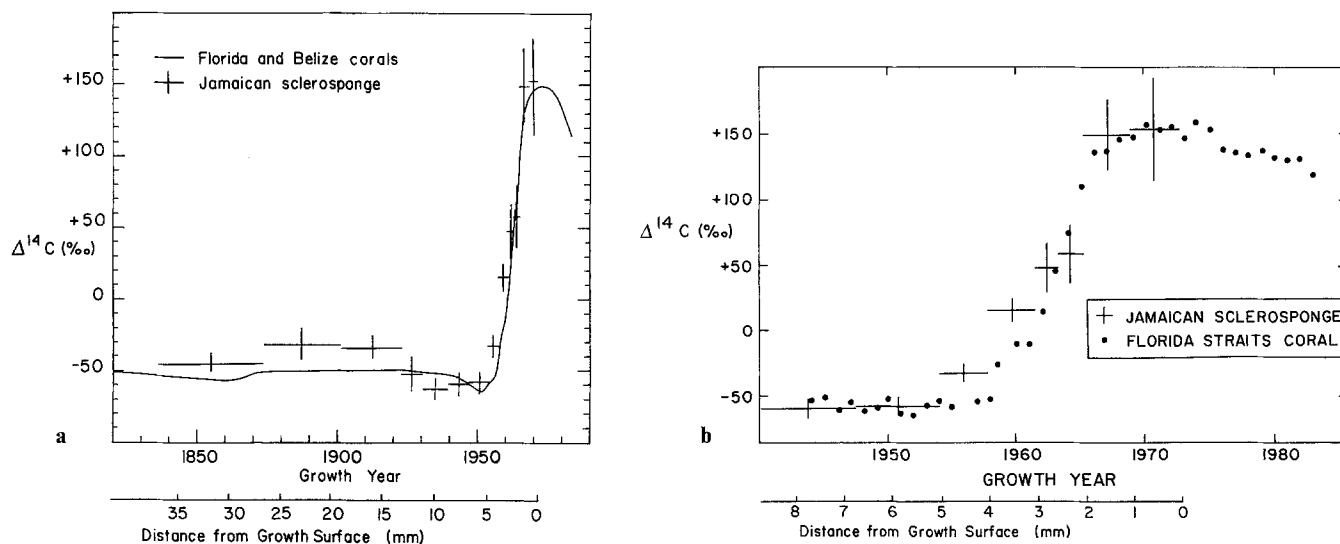 a
Florida and Belize corals
Jamaican sclerosponge
+150
+100
+50
0
-50
Δ¹⁴C (‰)
1850 1900 1950
Growth Year
35 30 25 20 15 10 5 0
Distance from Growth Surface (mm)
+150
+100
+50
0
-50
Δ¹⁴C (‰)
JAMAICAN SCLEROSPONGE
FLORIDA STRAITS CORAL
b
1950 1960 1970 1980
GROWTH YEAR
8 7 6 5 4 3 2 1 0
Distance from Growth Surface (mm)